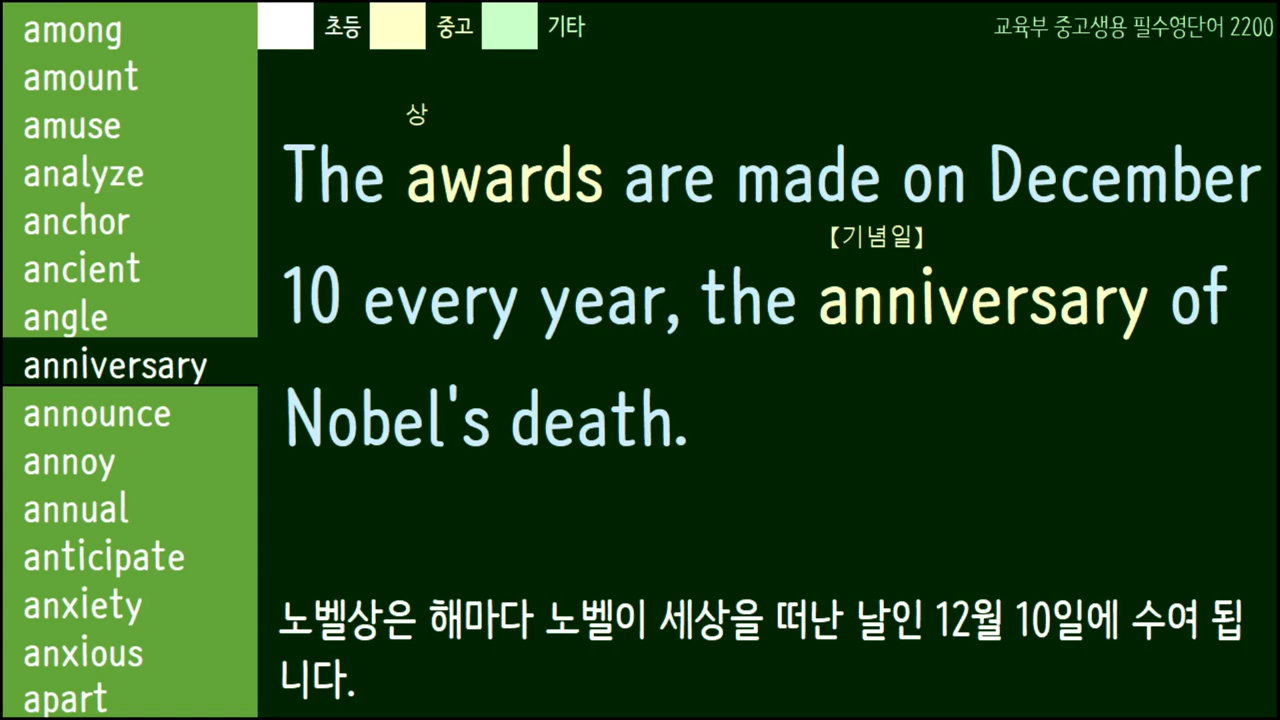 among
amount
amuse
analyze
anchor
ancient
angle
anniversary
announce
annoy
annual
anticipate
anxiety
anxious
apart
초등 중고 기타
교육부 중고생용 필수영단어 2200
상
The awards are made on December
【기념일】
10 every year, the anniversary of
Nobel's death.
노벨상은 해마다 노벨이 세상을 떠난 날인 12월 10일에 수여 됩
니다.